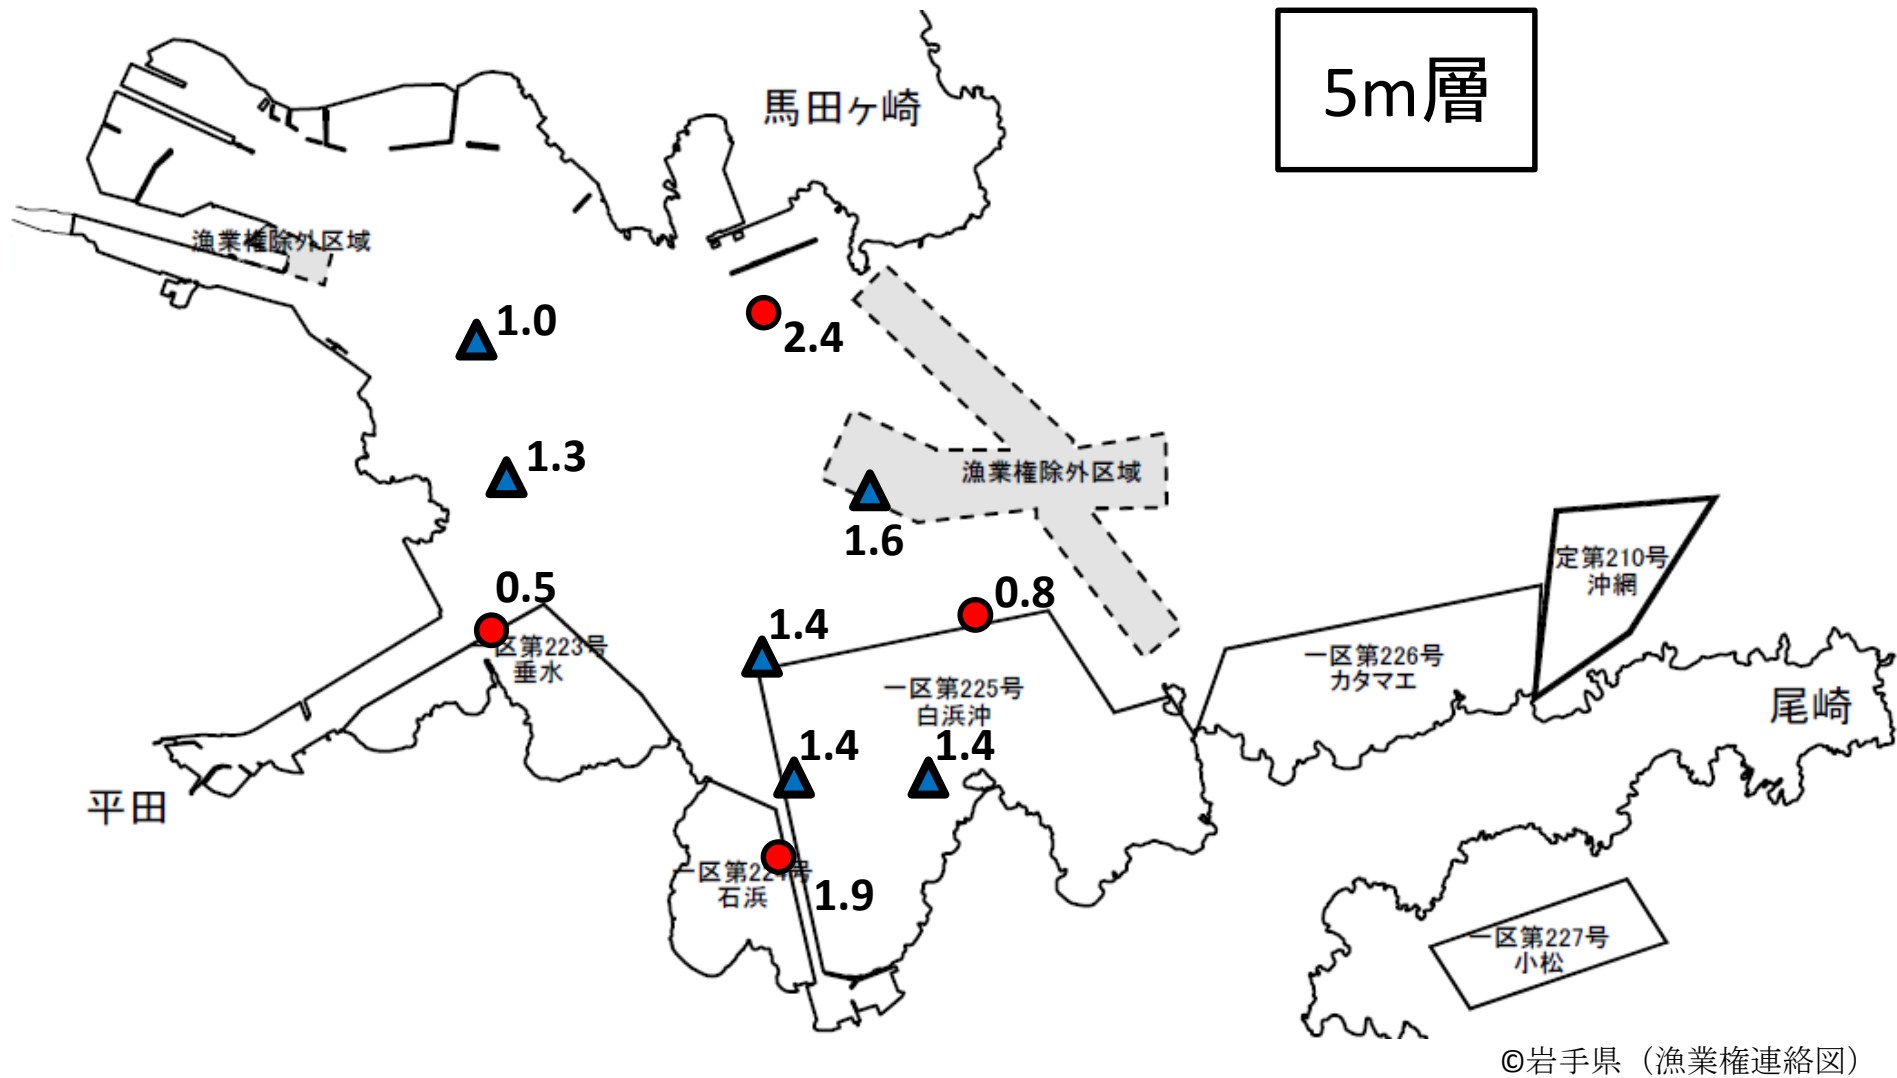 5m層
馬田ヶ崎
漁業権除外区域
1.0
2.4
1.3
漁業権除外区域
1.6
定第210号
沖網
0.5
0.8
1.4
一区第223号
垂水
一区第226号
カタマエ
一区第225号
白浜沖
尾崎
1.4
1.4
平田
一区第224号
石浜
1.9
一区第227号
小松
©岩手県（漁業権連絡図）